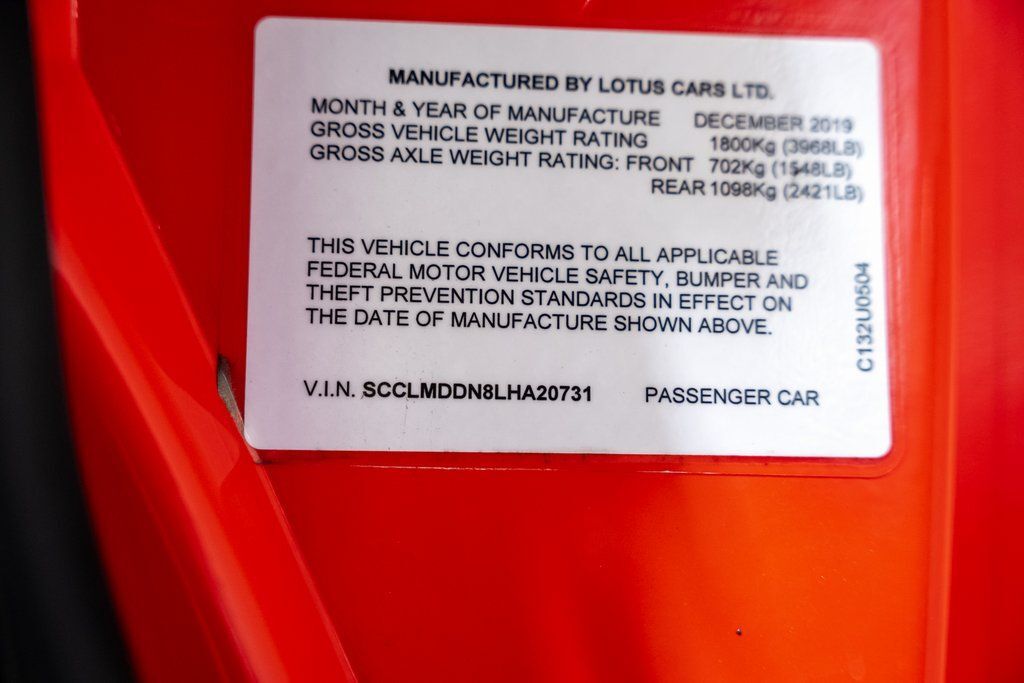 MANUFACTURED BY LOTUS CARS LTD.
MONTH & YEAR OF MANUFACTURE DECEMBER 2019
GROSS VEHICLE WEIGHT RATING 1800Kg (3968LB)
GROSS AXLE WEIGHT RATING: FRONT 702Kg (1548LB)
REAR 1098Kg (2421LB)
THIS VEHICLE CONFORMS TO ALL APPLICABLE
FEDERAL MOTOR VEHICLE SAFETY, BUMPER AND
THEFT PREVENTION STANDARDS IN EFFECT ON
THE DATE OF MANUFACTURE SHOWN ABOVE.
V.I.N. SCCLMDDN8LHA20731 PASSENGER CAR
C132U0504